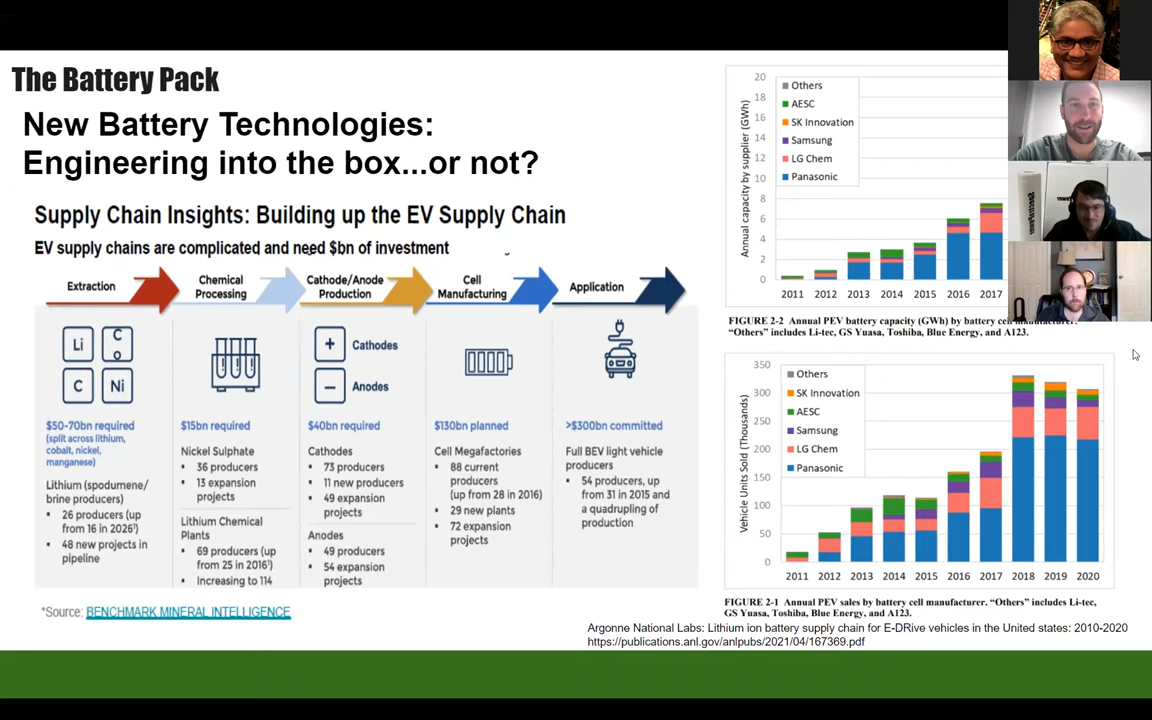 The Battery Pack
New Battery Technologies:
Engineering into the box...or not?
Supply Chain Insights: Building up the EV Supply Chain
EV supply chains are complicated and need $bn of investment
Extraction
Li
C
o
C
Ni
$50-70bn required
(split across lithium,
cobalt, nickel,
manganese)
Lithium (spodumene/
brine producers)
▪ 26 producers (up
from 16 in 2026¹)
▪ 48 new projects in
pipeline
Chemical
Processing
$15bn required
Nickel Sulphate
▪ 36 producers
▪ 13 expansion
projects
Lithium Chemical
Plants
▪ 69 producers (up
from 25 in 2016¹)
▪ Increasing to 114
Cathode/Anode
Production
+ Cathodes
− Anodes
$40bn required
Cathodes
▪ 73 producers
▪ 11 new producers
▪ 49 expansion
projects
Anodes
▪ 49 producers
▪ 54 expansion
projects
Cell
Manufacturing
$130bn planned
Cell Megafactories
▪ 88 current
producers
(up from 28 in 2016)
▪ 29 new plants
▪ 72 expansion
projects
Application
>$300bn committed
Full BEV light vehicle
producers
▪ 54 producers, up
from 31 in 2015 and
a quadrupling of
production
*Source: BENCHMARK MINERAL INTELLIGENCE
Annual capacity by supplier (GWh)
20
18
16
14
12
10
8
6
4
2
0
Others
AESC
SK Innovation
Samsung
LG Chem
Panasonic
2011 2012 2013 2014 2015 2016 2017
FIGURE 2-2 Annual PEV battery capacity (GWh) by battery cell manufacturer.
"Others" includes Li-tec, GS Yuasa, Toshiba, Blue Energy, and A123.
Vehicle Units Sold (Thousands)
350
300
250
200
150
100
50
0
Others
SK Innovation
AESC
Samsung
LG Chem
Panasonic
2011 2012 2013 2014 2015 2016 2017 2018 2019 2020
FIGURE 2-1 Annual PEV sales by battery cell manufacturer. "Others" includes Li-tec,
GS Yuasa, Toshiba, Blue Energy, and A123.
Argonne National Labs: Lithium ion battery supply chain for E-DRive vehicles in the United states: 2010-2020
https://publications.anl.gov/anlpubs/2021/04/167369.pdf